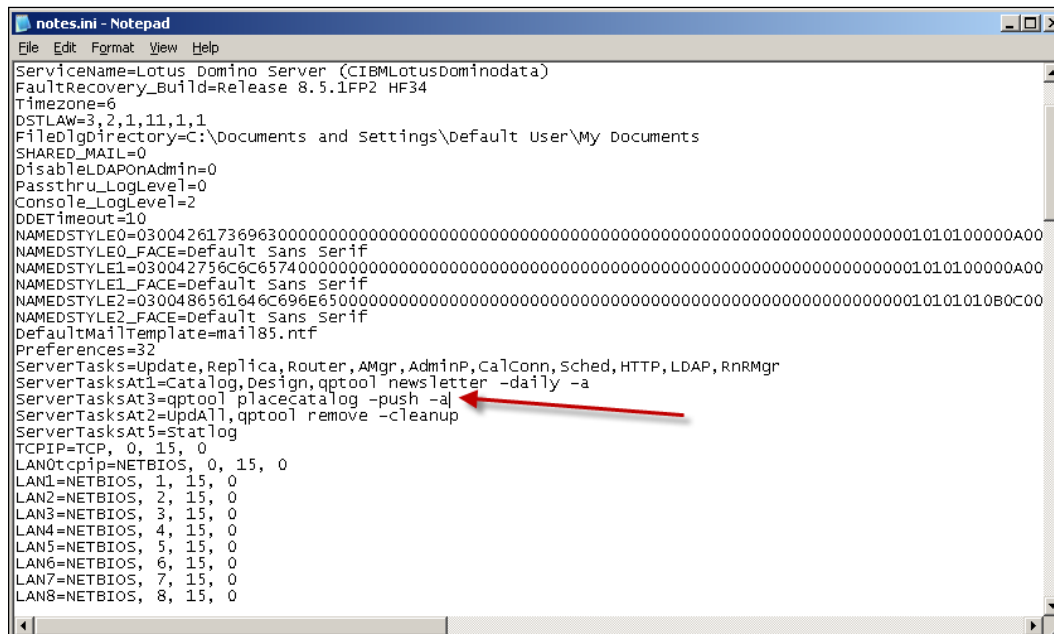 notes.ini - Notepad
File Edit Format View Help
ServiceName=Lotus Domino Server (CIBMLotusDominodata)
FaultRecovery_Build=Release 8.5.1FP2 HF34
Timezone=6
DSTLAW=3,2,1,11,1,1
FileDlgDirectory=C:\Documents and Settings\Default User\My Documents
SHARED_MAIL=0
DisableLDAPOnAdmin=0
Passthru_LogLevel=0
Console_LogLevel=2
DDETimeout=10
NAMEDSTYLE0_FACE=Default Sans Serif
NAMEDSTYLE1_FACE=Default Sans Serif
NAMEDSTYLE2_FACE=Default Sans Serif
DefaultMailTemplate=mail85.ntf
Preferences=32
ServerTasks=Update,Replica,Router,AMgr,AdminP,CalConn,Sched,HTTP,LDAP,RnRMgr
ServerTasksAt1=Catalog,Design,qptool newsletter -daily -a
ServerTasksAt3=qptool placecatalog -push -a
ServerTasksAt2=UpdAll,qptool remove -cleanup
ServerTasksAt5=Statlog
TCPIP=TCP, 0, 15, 0
LAN0tcpip=NETBIOS, 0, 15, 0
LAN1=NETBIOS, 1, 15, 0
LAN2=NETBIOS, 2, 15, 0
LAN3=NETBIOS, 3, 15, 0
LAN4=NETBIOS, 4, 15, 0
LAN5=NETBIOS, 5, 15, 0
LAN6=NETBIOS, 6, 15, 0
LAN7=NETBIOS, 7, 15, 0
LAN8=NETBIOS, 8, 15, 0